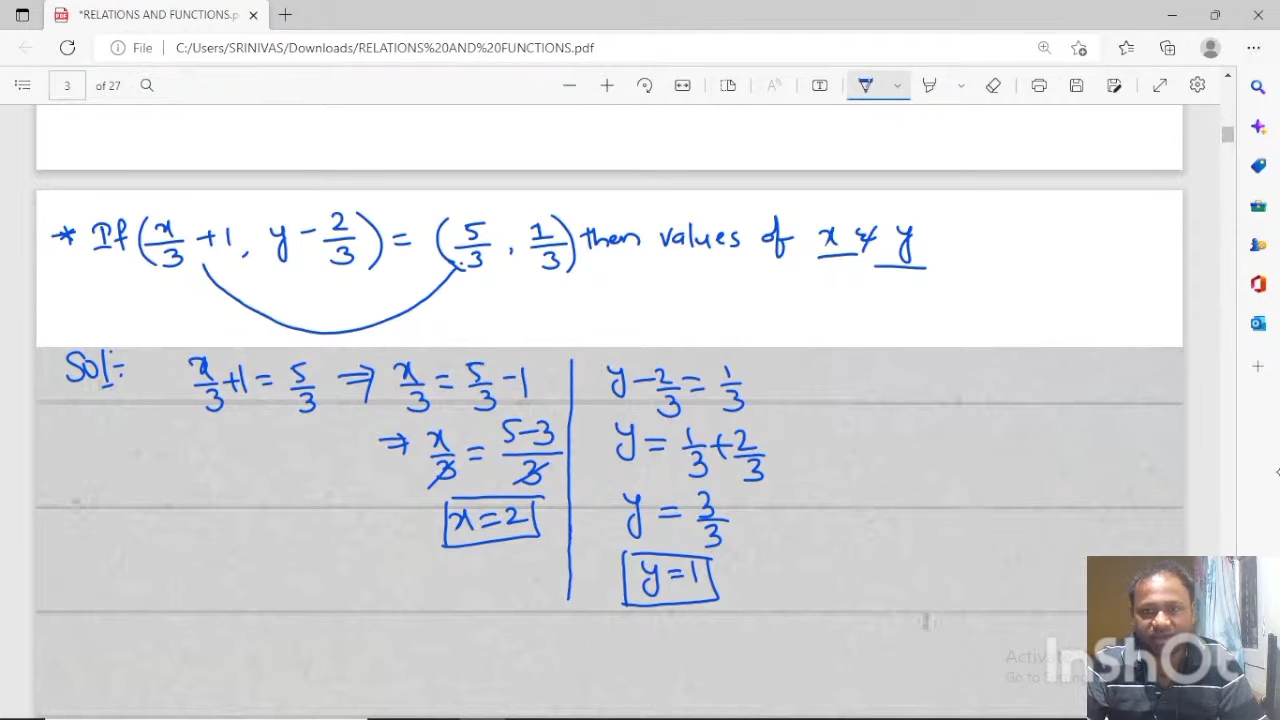 *RELATIONS AND FUNCTIONS.p
File C:/Users/SRINIVAS/Downloads/RELATIONS%20AND%20FUNCTIONS.pdf
3 of 27
* If (x/3 + 1, y - 2/3) = (5/3, 1/3) then values of x & y
Sol:- x/3 + 1 = 5/3 ⇒ x/3 = 5/3 - 1
⇒ x/3 = 5-3/3
x = 2
y - 2/3 = 1/3
y = 1/3 + 2/3
y = 3/3
y = 1
InShOt